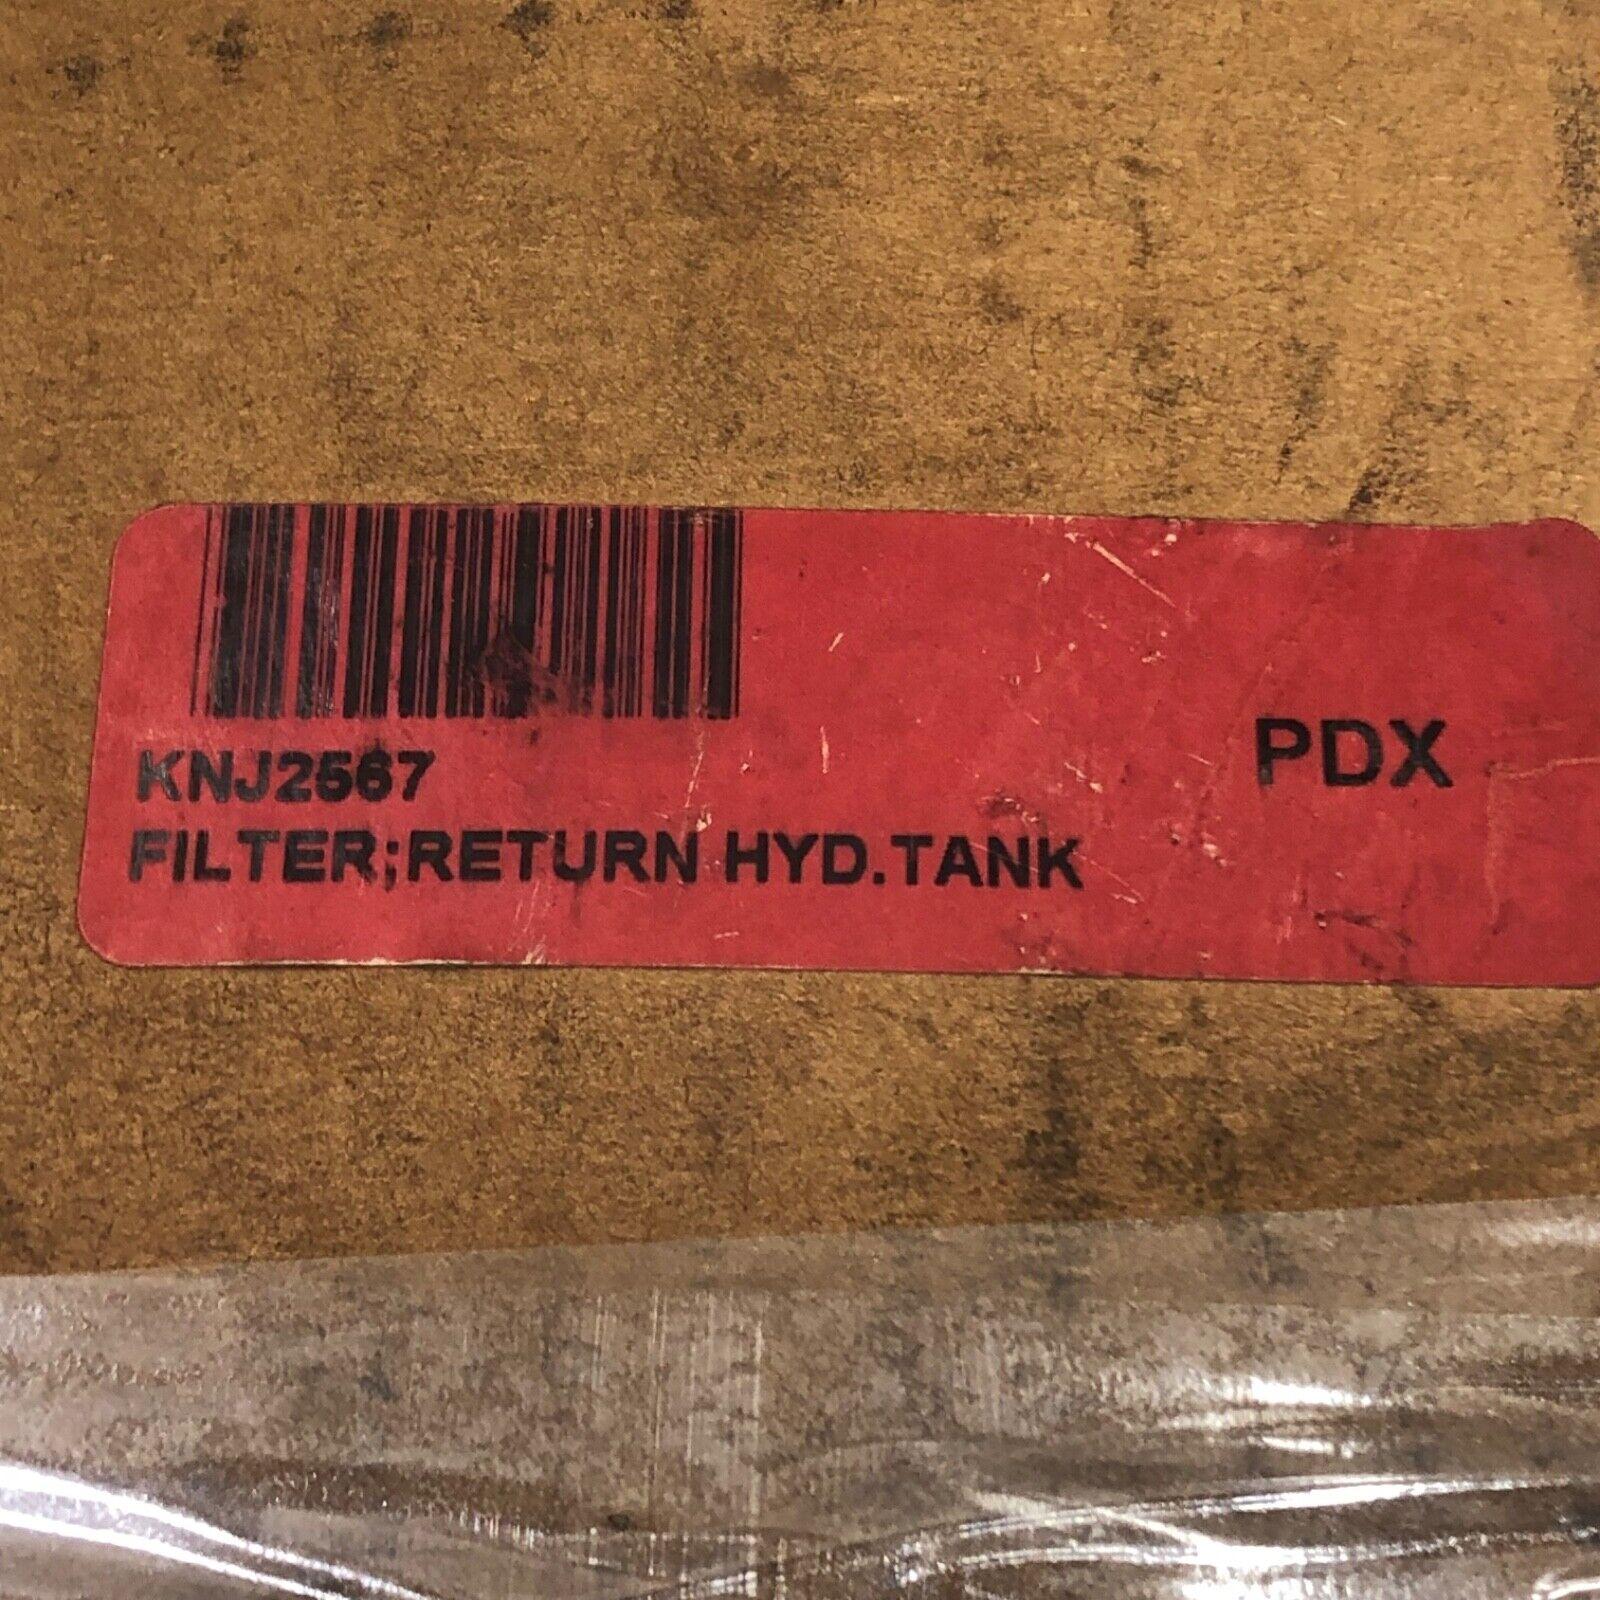 KNJ2567
PDX
FILTER;RETURN HYD.TANK